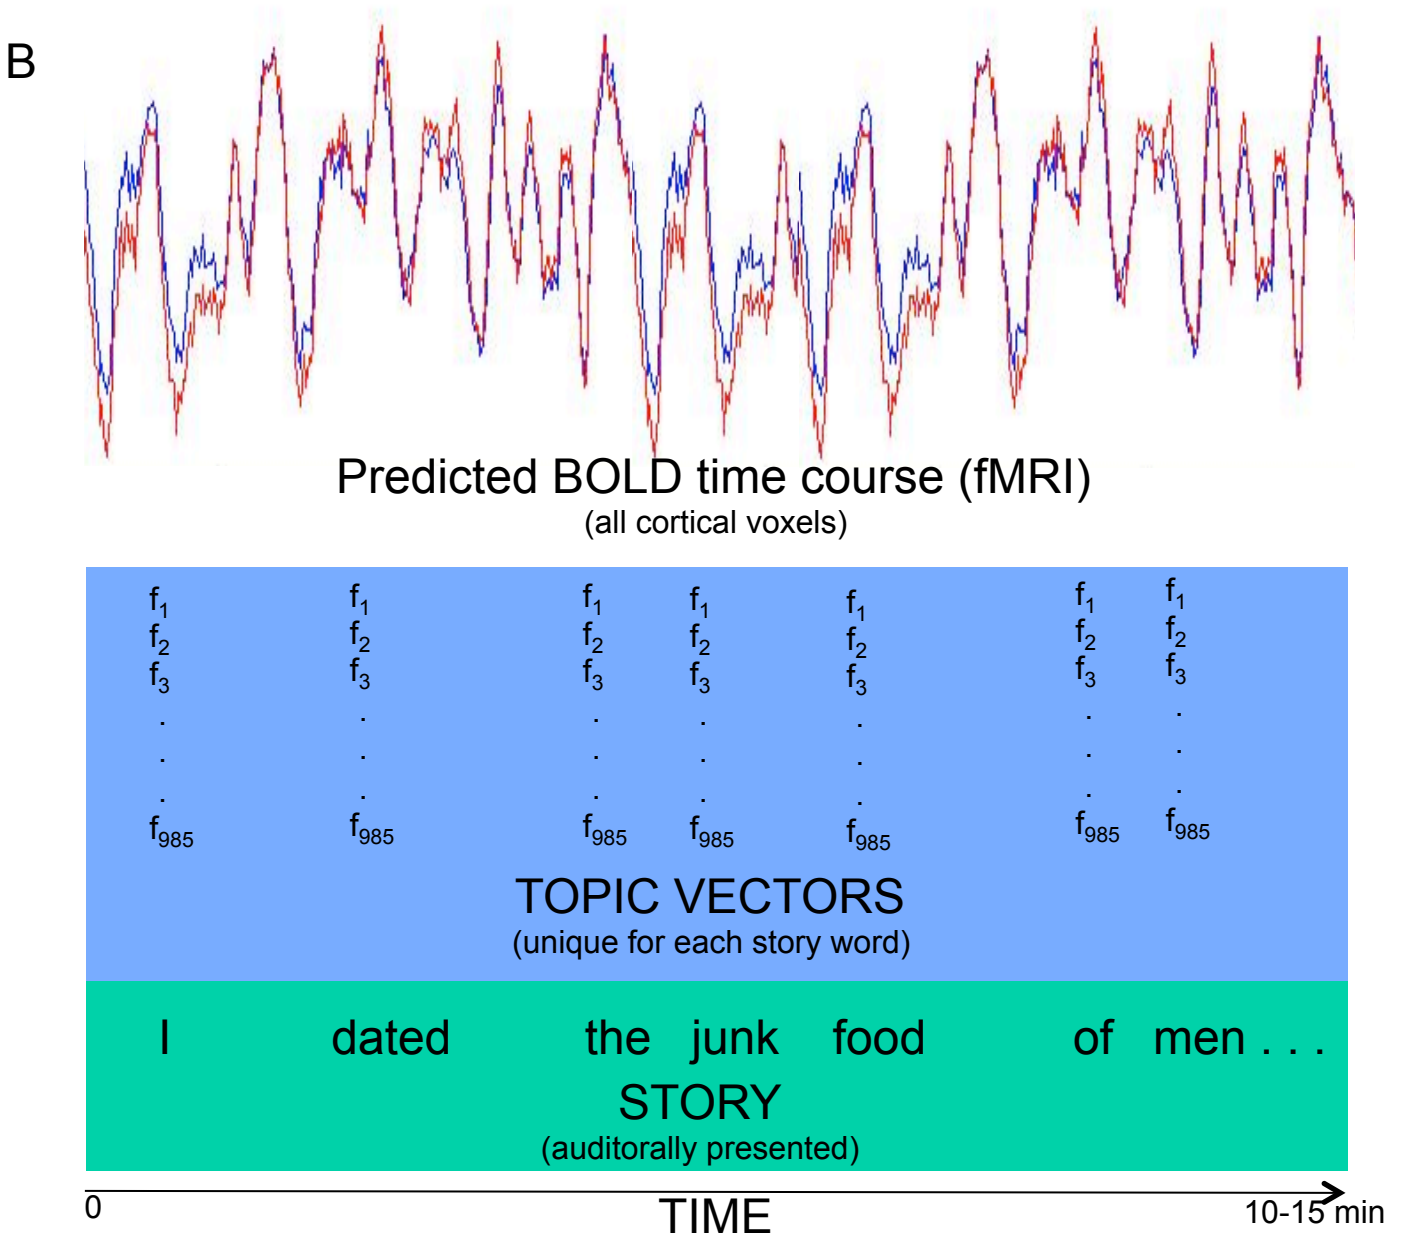 B
Predicted BOLD time course (fMRI)
(all cortical voxels)
f1 f1 f1 f1 f1 f1 f1
f2 f2 f2 f2 f2 f2 f2
f3 f3 f3 f3 f3 f3 f3
. . . . . . .
. . . . . . .
. . . . . . .
f985 f985 f985 f985 f985 f985 f985
TOPIC VECTORS
(unique for each story word)
I dated the junk food of men . . .
STORY
(auditorally presented)
0 TIME 10-15 min